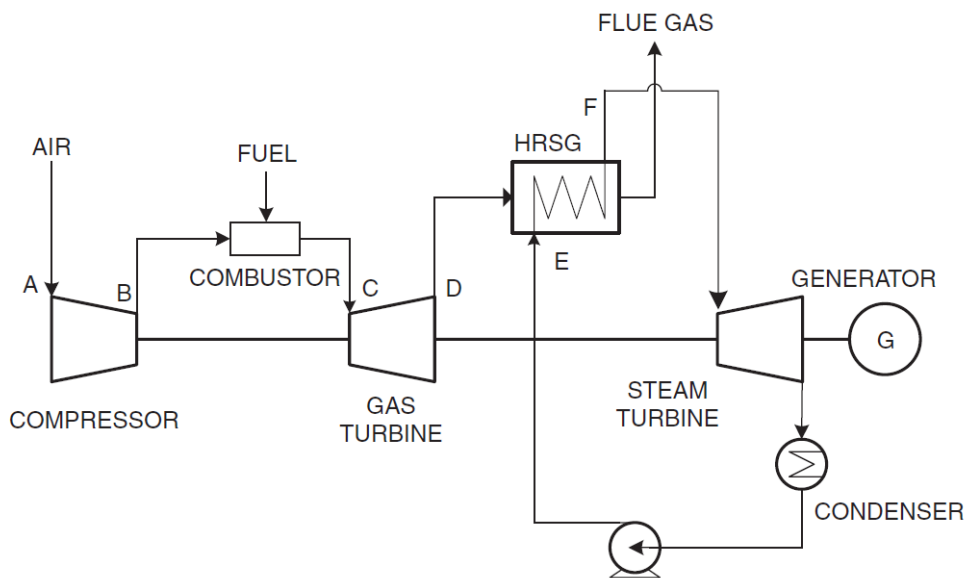 FLUE GAS
F
AIR
FUEL
HRSG
A
B
COMBUSTOR
C
D
E
GENERATOR
G
COMPRESSOR
GAS
TURBINE
STEAM
TURBINE
CONDENSER